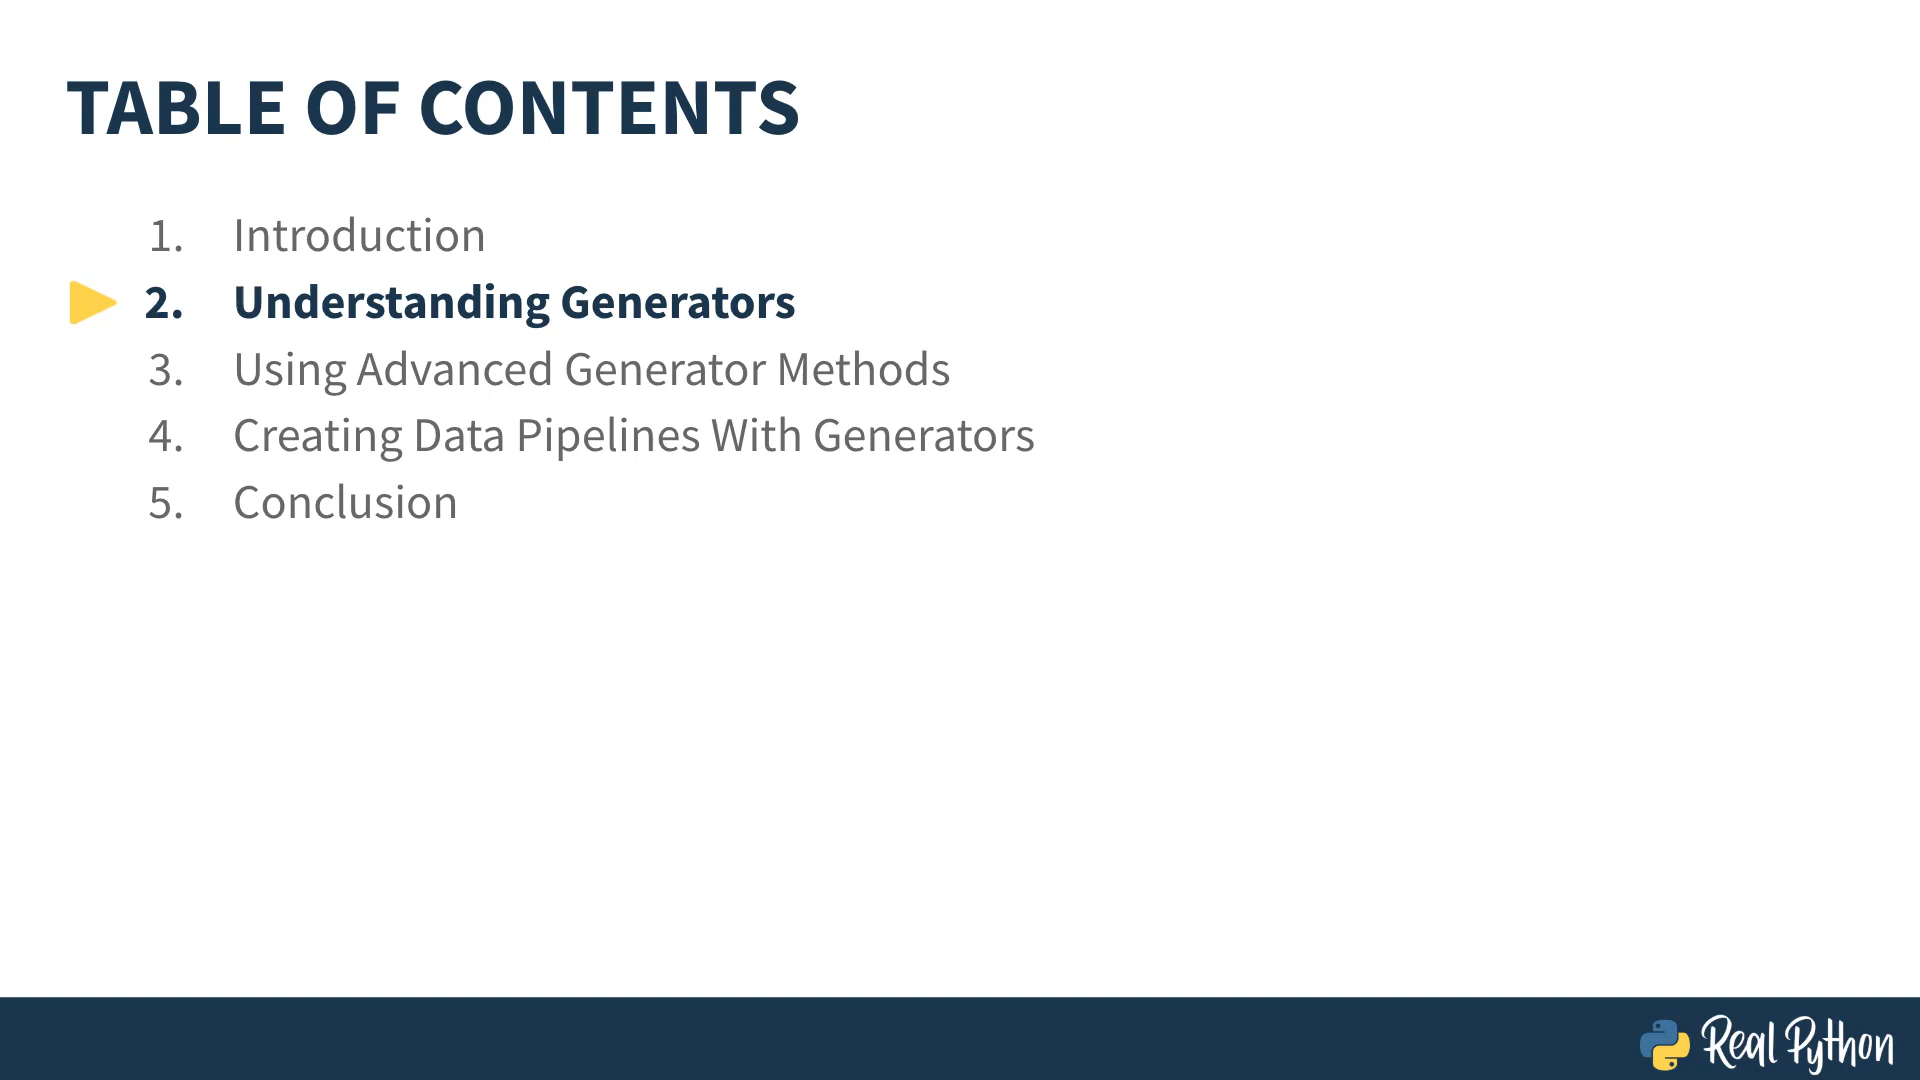 TABLE OF CONTENTS
1. Introduction
2. Understanding Generators
3. Using Advanced Generator Methods
4. Creating Data Pipelines With Generators
5. Conclusion
Real Python